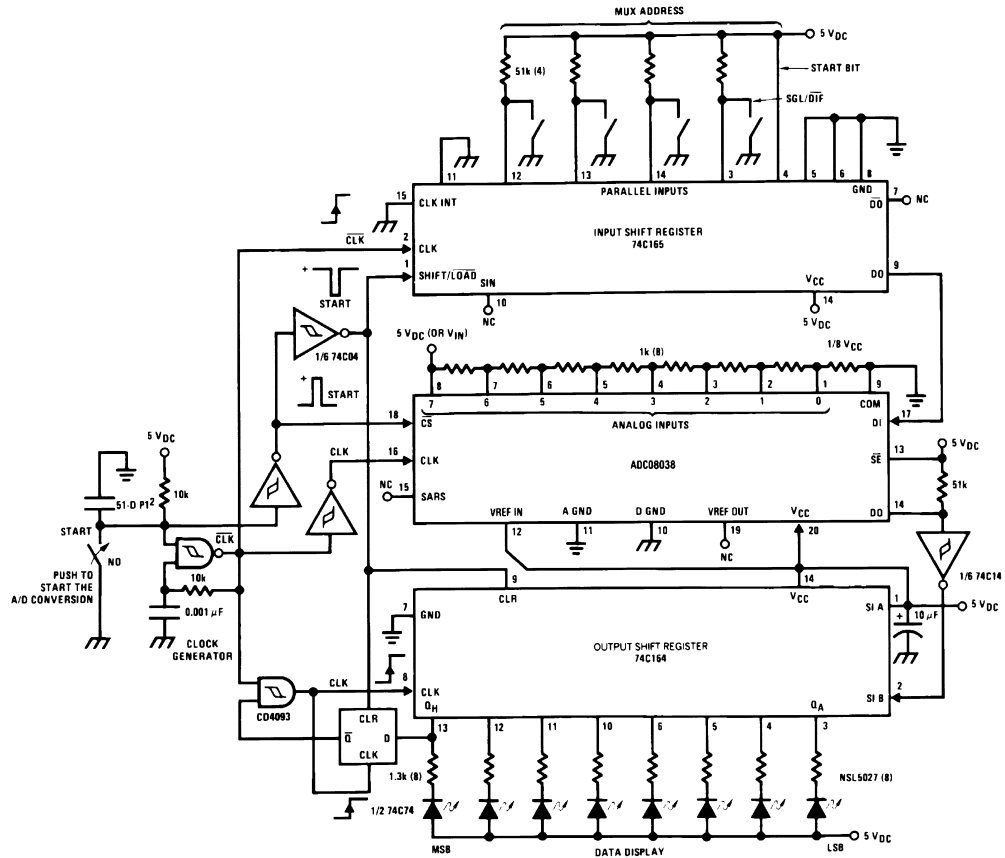 MUX ADDRESS
5 VDC
51k (4)
START BIT
SGL/DIF
11
12
13
14
3
4
5
6
8
PARALLEL INPUTS
GND
7
DO
NC
15
CLK INT
INPUT SHIFT REGISTER
74C165
CLK
2
CLK
1
SHIFT/LOAD
9
DO
+
START
SIN
10
NC
VCC
14
5 VDC
1/6 74C04
START
5 VDC (OR VIN)
1k (8)
1/8 VCC
8
7
6
5
4
3
2
1
9
7
6
5
4
3
2
1
0
COM
ANALOG INPUTS
18
CS
DI
17
CLK
16
CLK
ADC08038
SE
13
5 VDC
51k
NC
15
SARS
DO
14
VREF IN
12
A GND
11
D GND
10
VREF OUT
19
NC
VCC
20
1/6 74C14
5 VDC
51-D P1²
10k
START
NO
CLK
PUSH TO
START THE
A/D CONVERSION
10k
0.001 μF
CLOCK
GENERATOR
9
CLR
14
VCC
7
GND
SI A
1
5 VDC
+
10 μF
OUTPUT SHIFT REGISTER
74C164
CLK
8
CLK
SI B
2
CD4093
QH
QA
CLR
Q
D
CLK
13
12
11
10
6
5
4
3
1.3k (8)
NSL5027 (8)
1/2 74C74
MSB
DATA DISPLAY
LSB
5 VDC